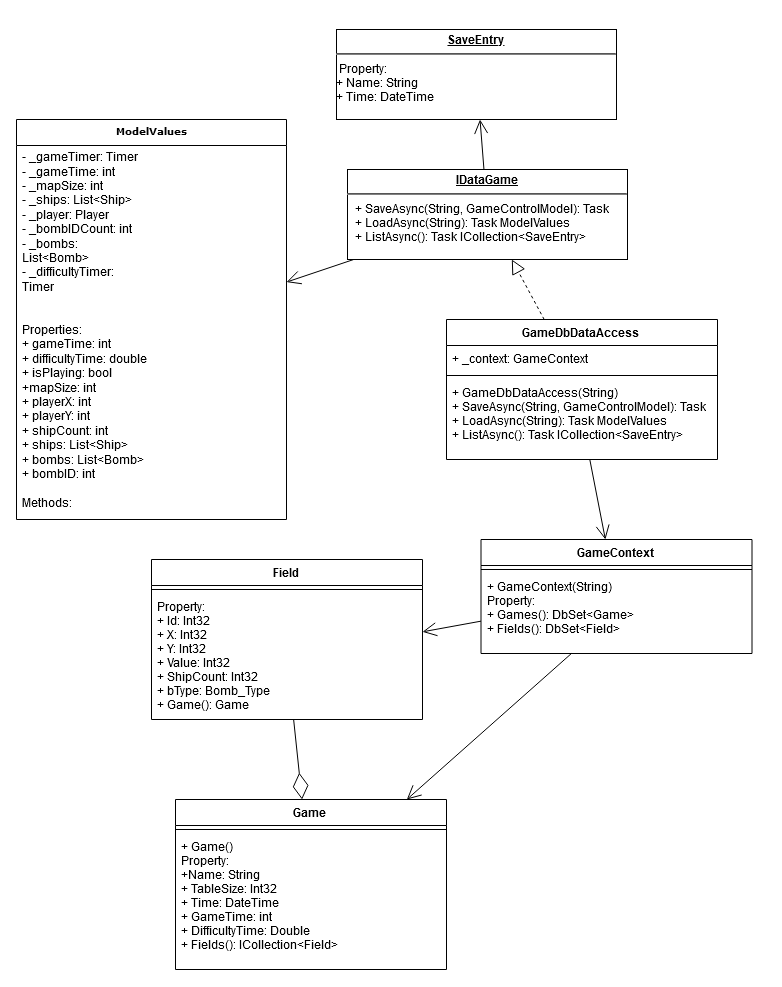 SaveEntry
Property:
+ Name: String
+ Time: DateTime
ModelValues
- _gameTimer: Timer
- _gameTime: int
- _mapSize: int
- _ships: List<Ship>
- _player: Player
- _bombIDCount: int
- _bombs:
List<Bomb>
- _difficultyTimer:
Timer
Properties:
+ gameTime: int
+ difficultyTime: double
+ isPlaying: bool
+mapSize: int
+ playerX: int
+ playerY: int
+ shipCount: int
+ ships: List<Ship>
+ bombs: List<Bomb>
+ bombID: int
Methods:
IDataGame
+ SaveAsync(String, GameControlModel): Task
+ LoadAsync(String): Task ModelValues
+ ListAsync(): Task ICollection<SaveEntry>
GameDbDataAccess
+ _context: GameContext
+ GameDbDataAccess(String)
+ SaveAsync(String, GameControlModel): Task
+ LoadAsync(String): Task ModelValues
+ ListAsync(): Task ICollection<SaveEntry>
GameContext
+ GameContext(String)
Property:
+ Games(): DbSet<Game>
+ Fields(): DbSet<Field>
Field
Property:
+ Id: Int32
+ X: Int32
+ Y: Int32
+ Value: Int32
+ ShipCount: Int32
+ bType: Bomb_Type
+ Game(): Game
Game
+ Game()
Property:
+Name: String
+ TableSize: Int32
+ Time: DateTime
+ GameTime: int
+ DifficultyTime: Double
+ Fields(): ICollection<Field>